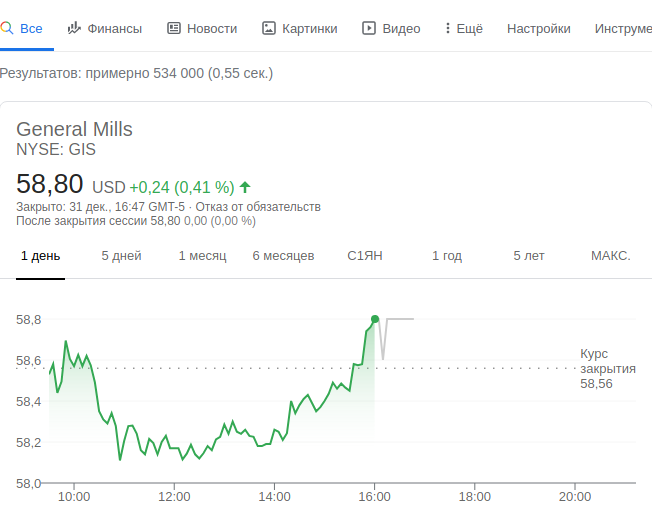 Все Финансы Новости Картинки Видео Ещё Настройки Инструме
Результатов: примерно 534 000 (0,55 сек.)
General Mills
NYSE: GIS
58,80 USD +0,24 (0,41 %)
Закрыто: 31 дек., 16:47 GMT-5 · Отказ от обязательств
После закрытия сессии 58,80 0,00 (0,00 %)
1 день 5 дней 1 месяц 6 месяцев С1ЯН 1 год 5 лет МАКС.
58,8
58,6
58,4
58,2
58,0
Курс
закрытия
58,56
10:00 12:00 14:00 16:00 18:00 20:00